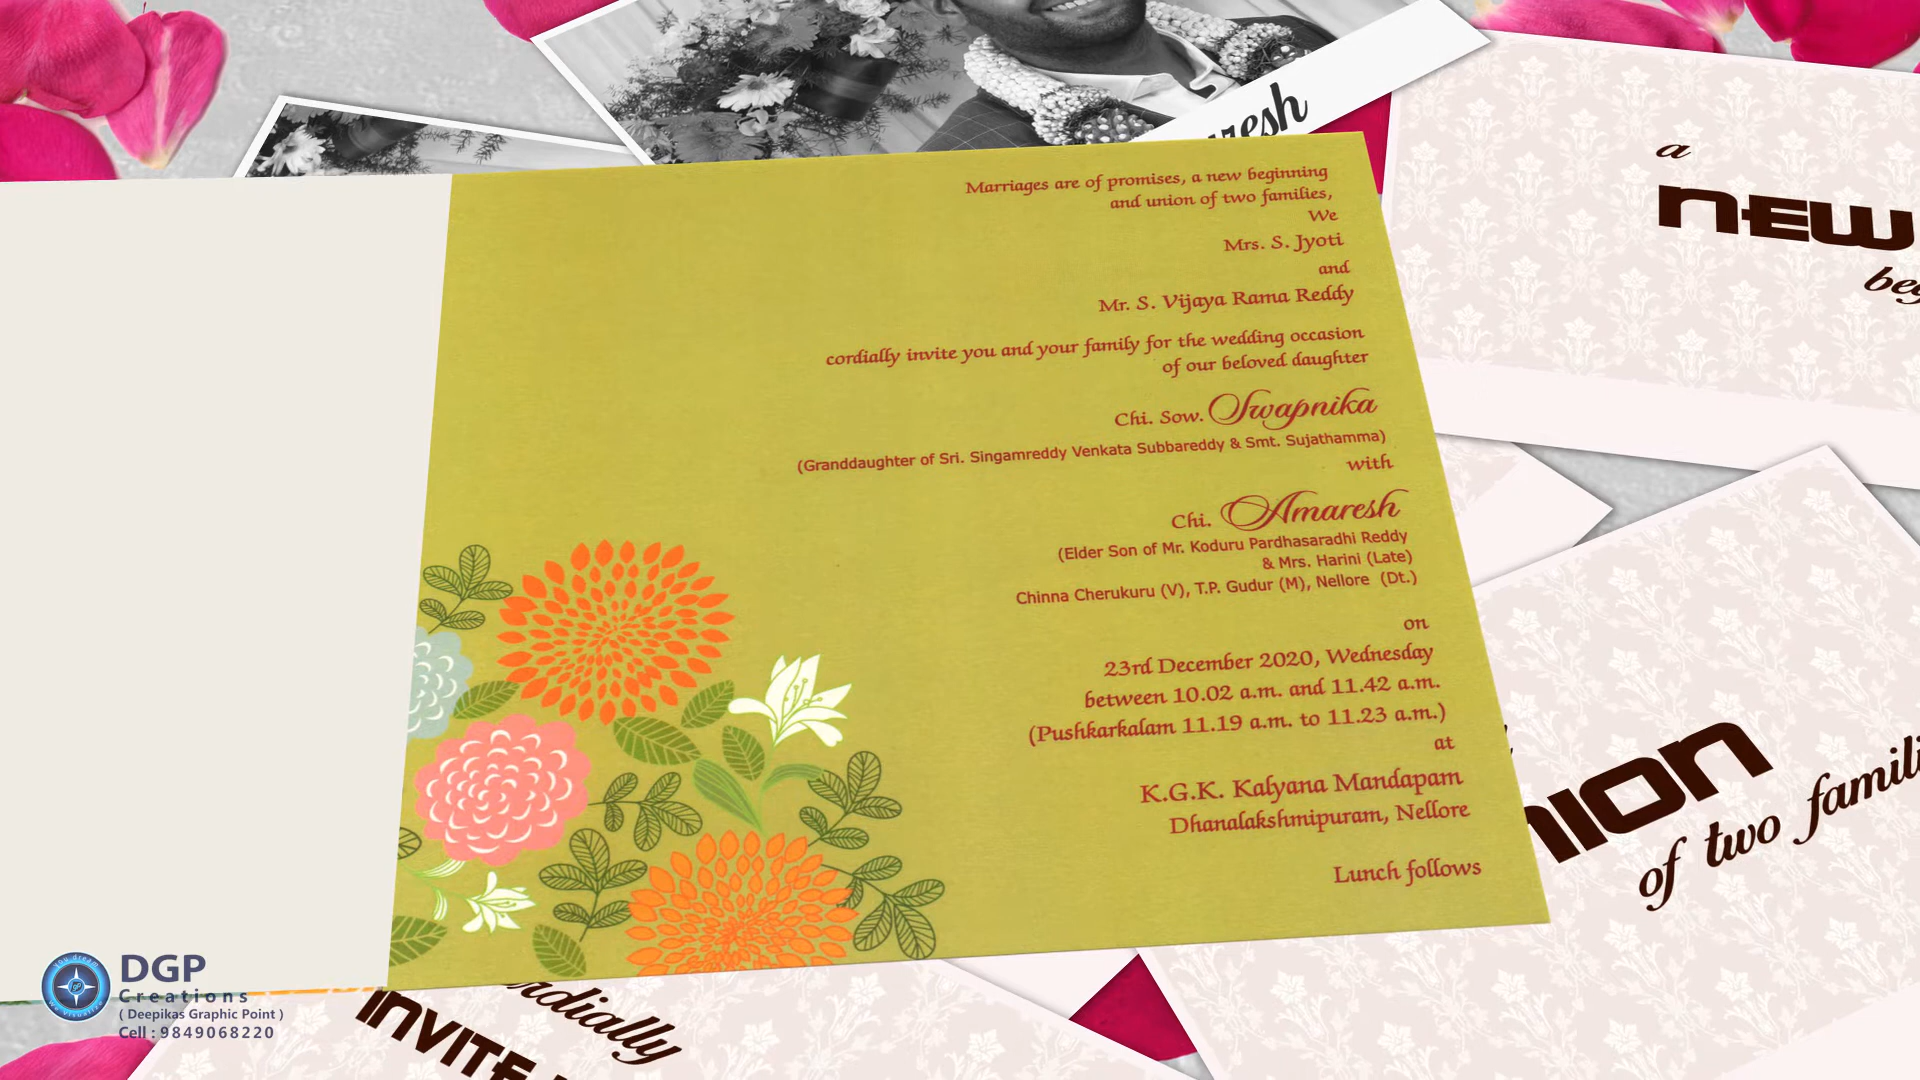 Marriages are of promises, a new beginning
and union of two families,
We
Mrs. S. Jyoti
and
Mr. S. Vijaya Rama Reddy
cordially invite you and your family for the wedding occasion
of our beloved daughter
Chi. Sow. Swapnika
(Granddaughter of Sri. Singamreddy Venkata Subbareddy & Smt. Sujathamma)
with
Chi. Amaresh
(Elder Son of Mr. Koduru Pardhasaradhi Reddy
& Mrs. Harini (Late)
Chinna Cherukuru (V), T.P. Gudur (M), Nellore (Dt.)
on
23rd December 2020, Wednesday
between 10.02 a.m. and 11.42 a.m.
(Pushkarkalam 11.19 a.m. to 11.23 a.m.)
at
K.G.K. Kalyana Mandapam
Dhanalakshmipuram, Nellore
Lunch follows
a
NEW
of two
INVITE
DGP
Creations
( Deepikas Graphic Point )
Cell : 9849068220